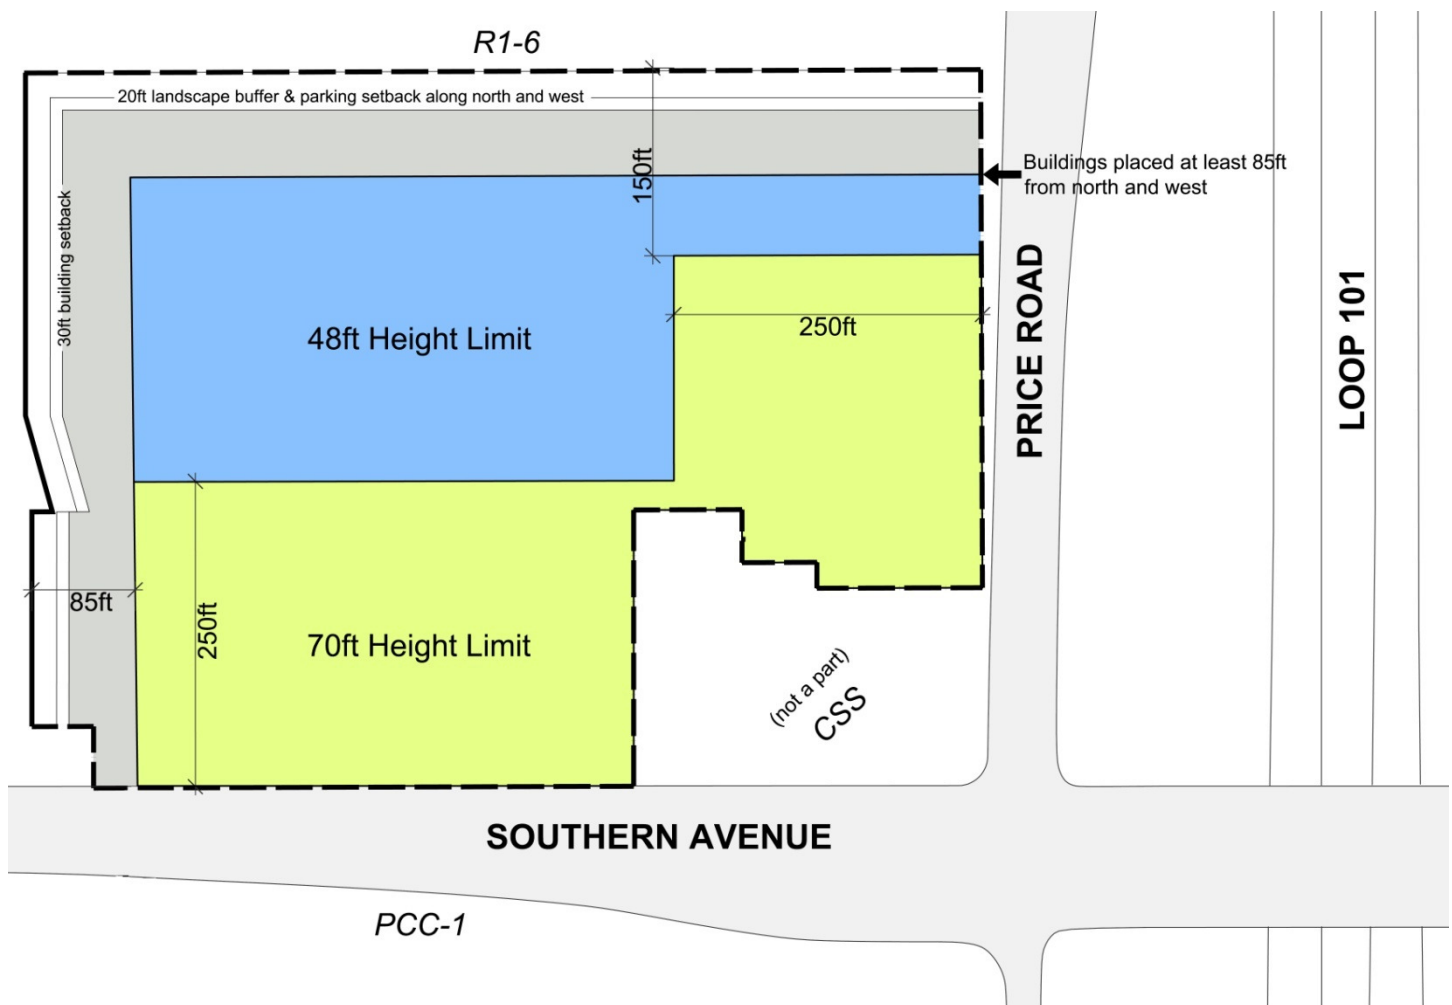 R1-6
20ft landscape buffer & parking setback along north and west
Buildings placed at least 85ft
from north and west
150ft
30ft building setback
250ft
48ft Height Limit
PRICE ROAD
LOOP 101
85ft
250ft
70ft Height Limit
(not a part)
CSS
SOUTHERN AVENUE
PCC-1